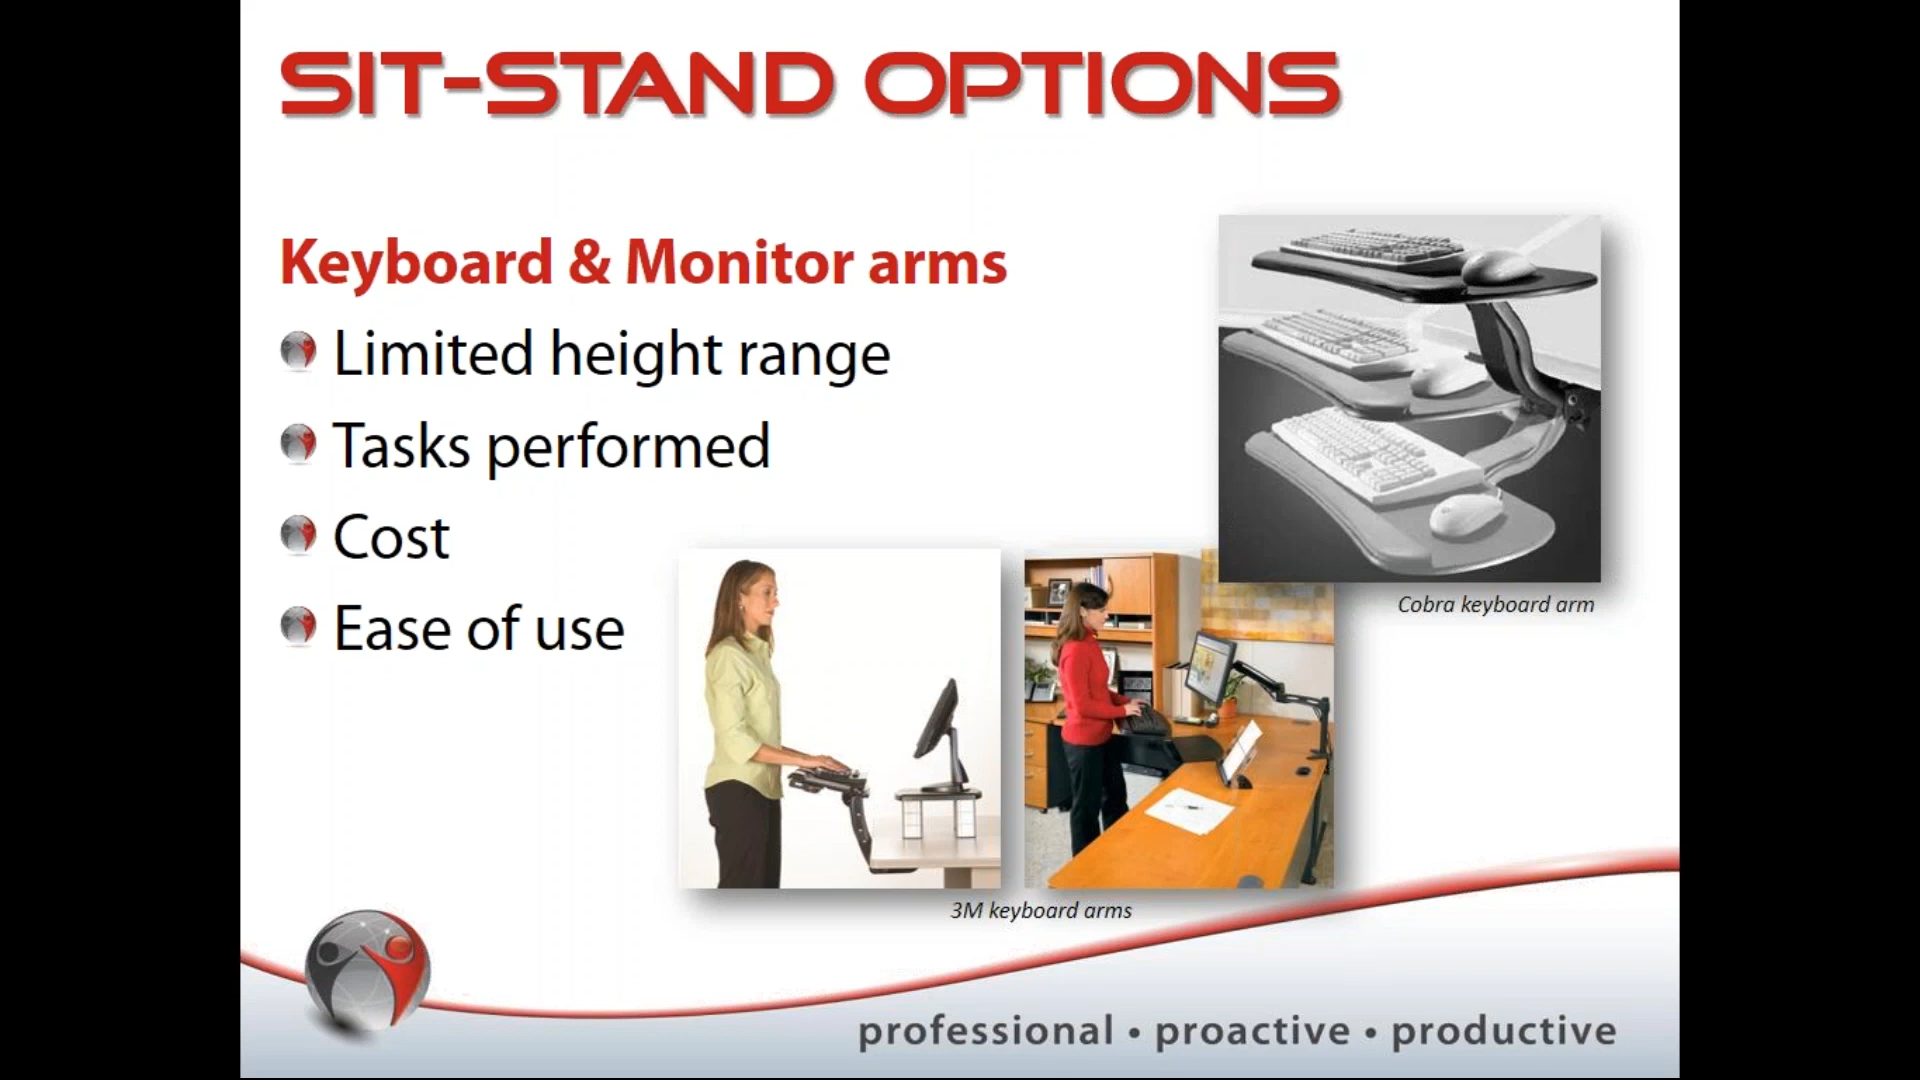 SIT-STAND OPTIONS
Keyboard & Monitor arms
Limited height range
Tasks performed
Cost
Ease of use
Cobra keyboard arm
3M keyboard arms
professional • proactive • productive